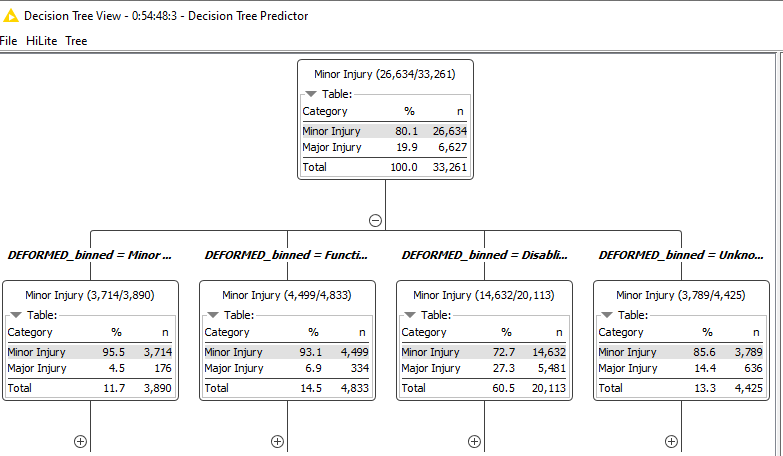 Decision Tree View - 0:54:48:3 - Decision Tree Predictor
File HiLite Tree
Minor Injury (26,634/33,261)
Table:
Category % n
Minor Injury 80.1 26,634
Major Injury 19.9 6,627
Total 100.0 33,261
DEFORMED_binned = Minor ...
Minor Injury (3,714/3,890)
Table:
Category % n
Minor Injury 95.5 3,714
Major Injury 4.5 176
Total 11.7 3,890
DEFORMED_binned = Functi...
Minor Injury (4,499/4,833)
Table:
Category % n
Minor Injury 93.1 4,499
Major Injury 6.9 334
Total 14.5 4,833
DEFORMED_binned = Disabli...
Minor Injury (14,632/20,113)
Table:
Category % n
Minor Injury 72.7 14,632
Major Injury 27.3 5,481
Total 60.5 20,113
DEFORMED_binned = Unkno...
Minor Injury (3,789/4,425)
Table:
Category % n
Minor Injury 85.6 3,789
Major Injury 14.4 636
Total 13.3 4,425